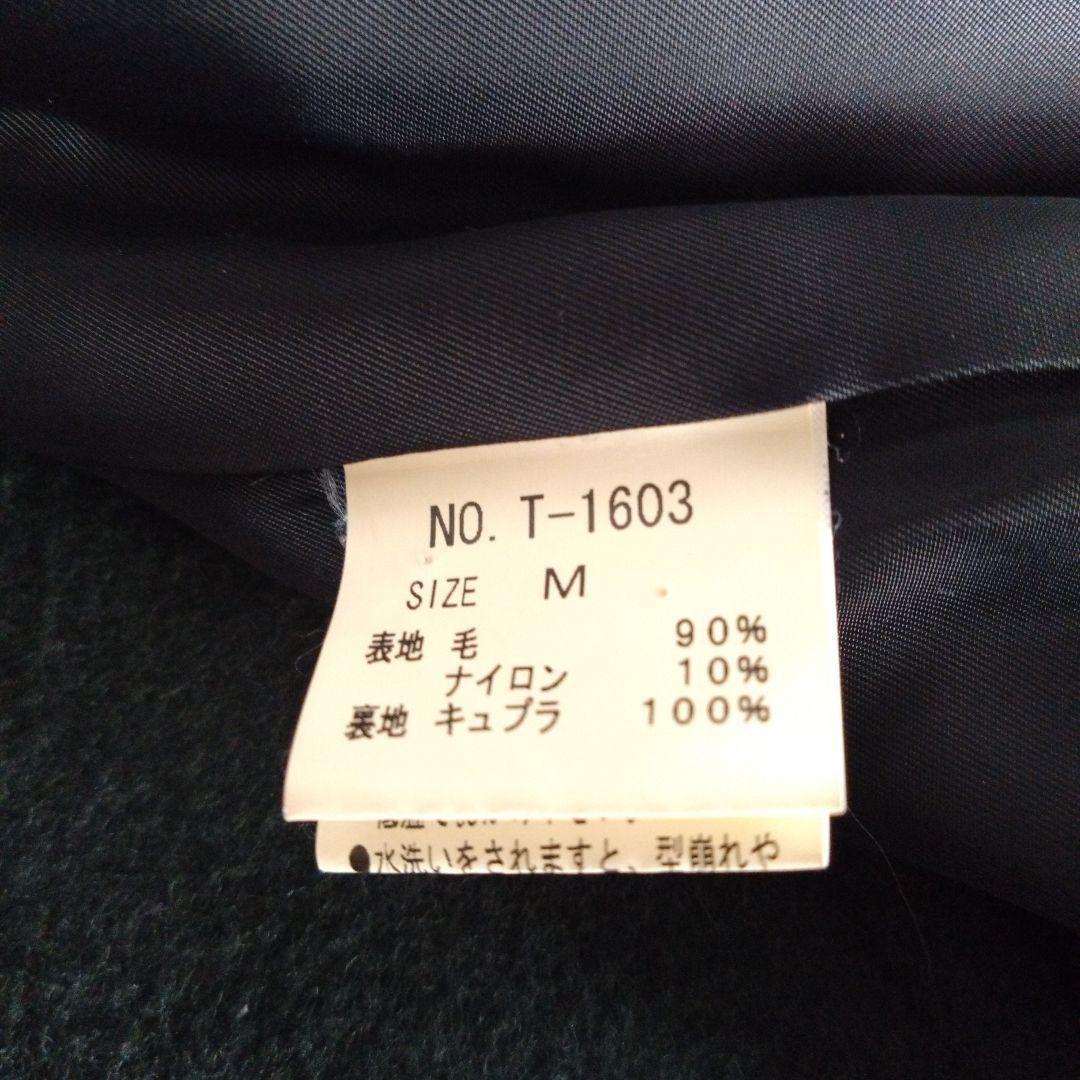 NO. T-1603
SIZE M
表地 毛 90%
ナイロン 10%
裏地 キュプラ 100%
●水洗いをされますと、型崩れや